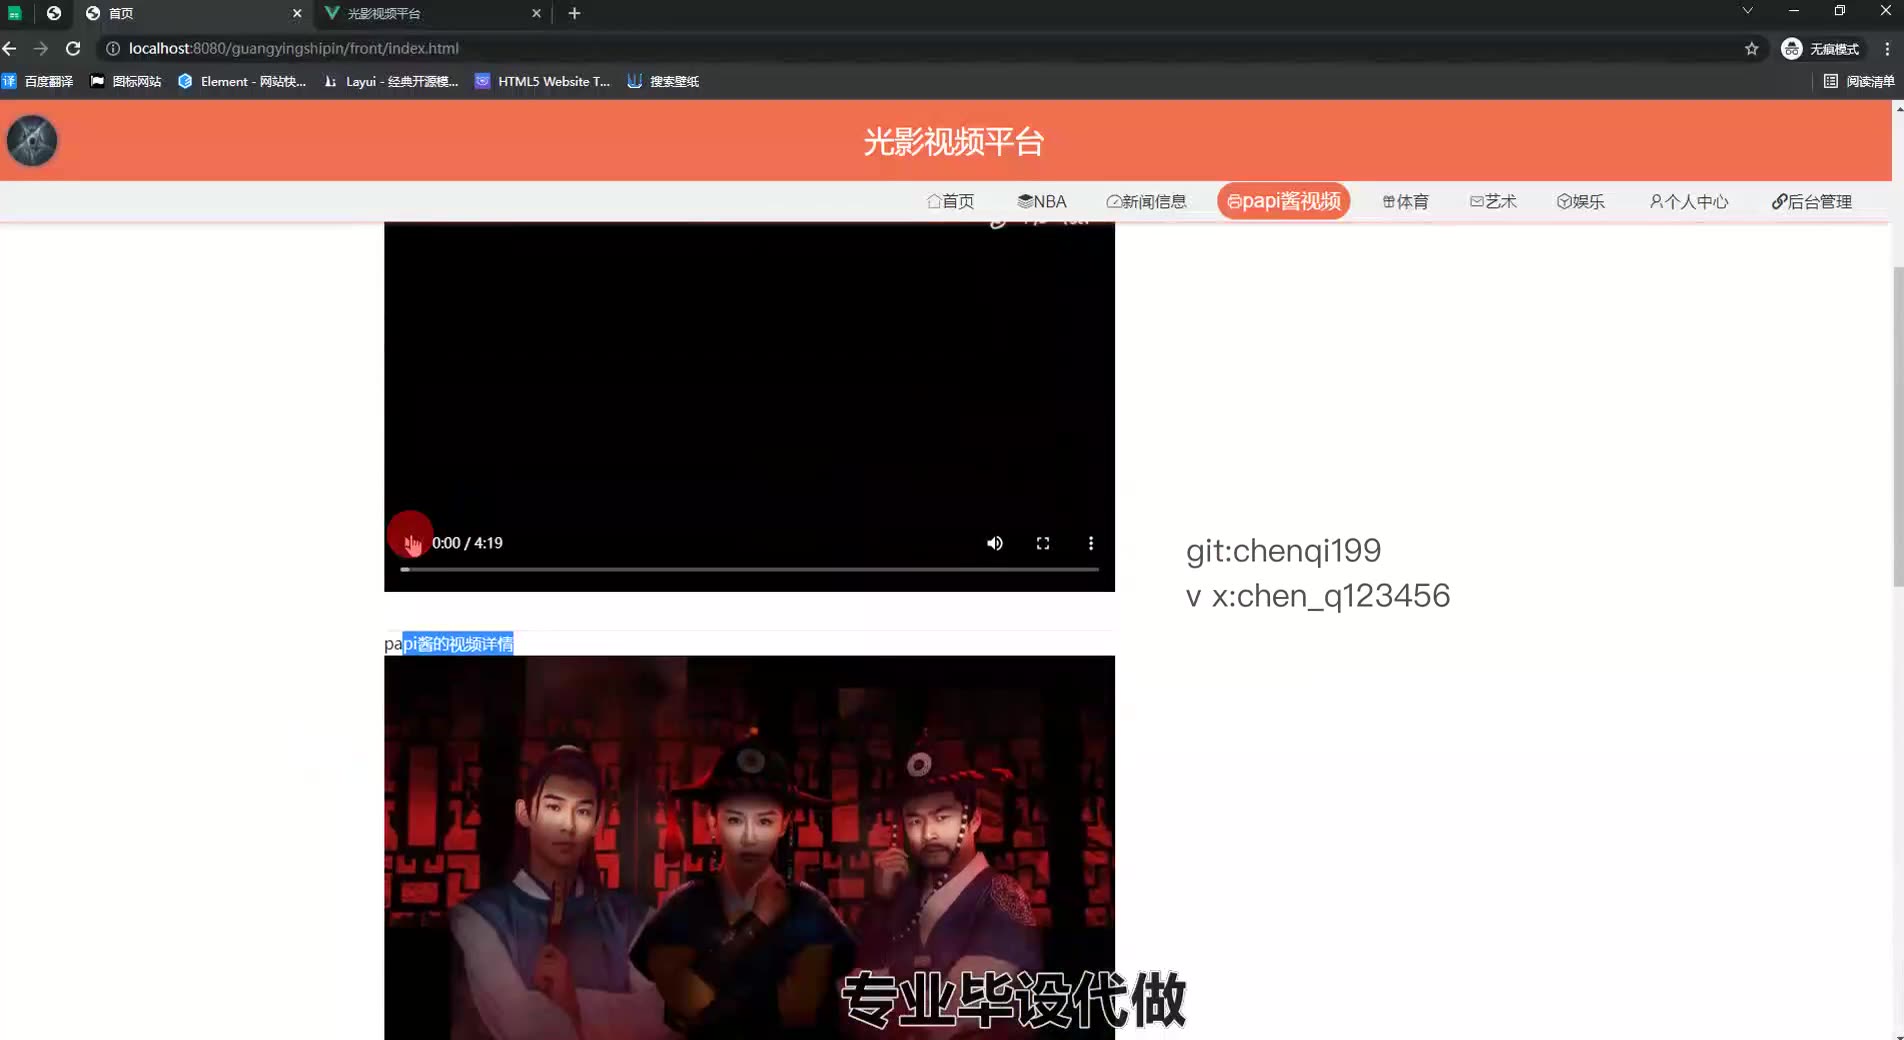 首页
光影视频平台
localhost:8080/guangyingshipin/front/index.html
无痕模式
百度翻译
图标网站
Element - 网站快...
Layui - 经典开源模...
HTML5 Website T...
搜索壁纸
阅读清单
光影视频平台
首页
NBA
新闻信息
papi酱视频
体育
艺术
娱乐
个人中心
后台管理
0:00 / 4:19
git:chenqi199
v x:chen_q123456
papi酱的视频详情
专业毕设代做